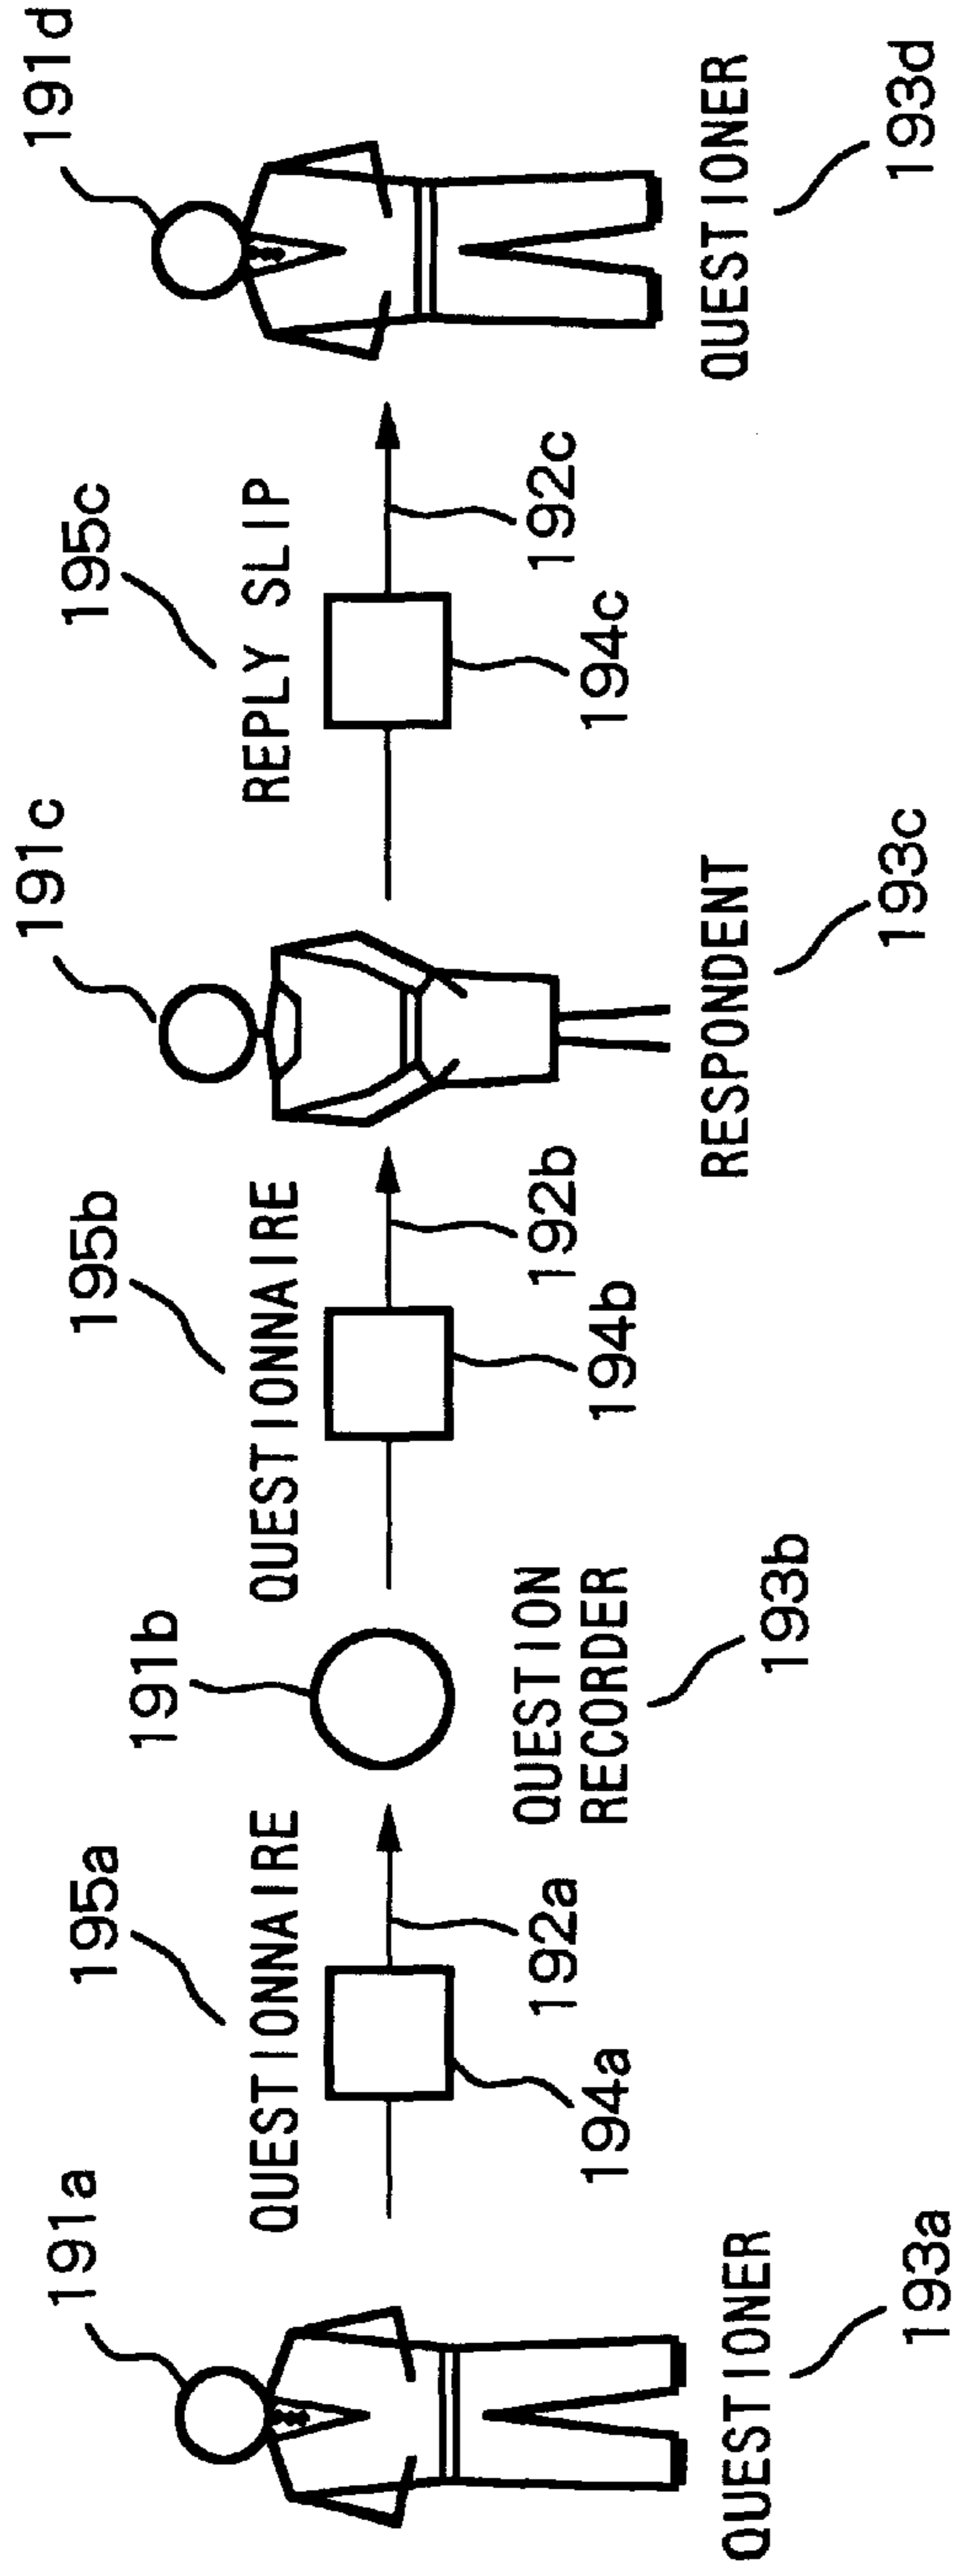 191a
195a
QUESTIONNAIRE
194a
192a
QUESTIONER
193a
191b
QUESTION
RECORDER
193b
195b
QUESTIONNAIRE
194b
192b
191c
RESPONDENT
193c
195c
REPLY SLIP
194c
192c
191d
QUESTIONER
193d